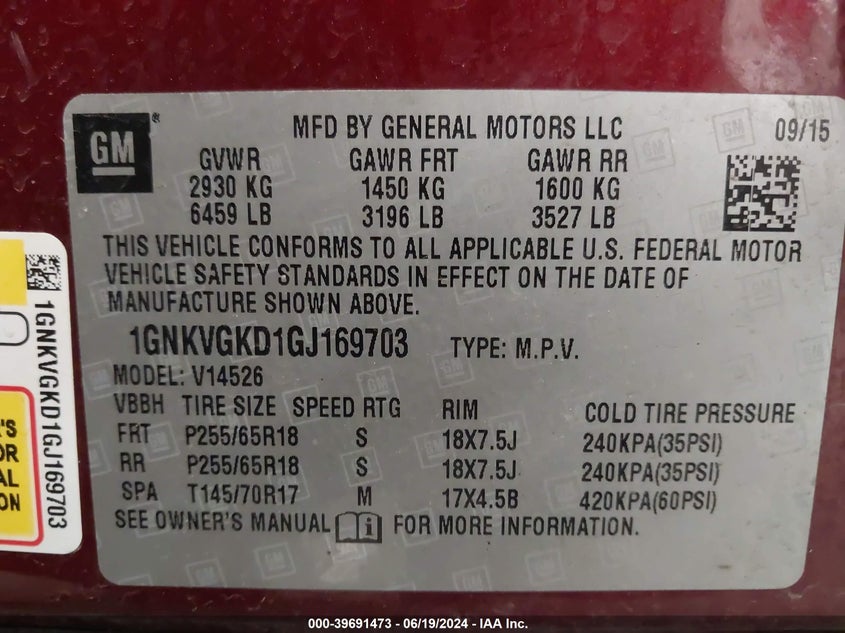 GM
®
MFD BY GENERAL MOTORS LLC
09/15
GVWR GAWR FRT GAWR RR
2930 KG 1450 KG 1600 KG
6459 LB 3196 LB 3527 LB
THIS VEHICLE CONFORMS TO ALL APPLICABLE U.S. FEDERAL MOTOR
VEHICLE SAFETY STANDARDS IN EFFECT ON THE DATE OF
MANUFACTURE SHOWN ABOVE.
1GNKVGKD1GJ169703 TYPE: M.P.V.
MODEL: V14526
VBBH TIRE SIZE SPEED RTG RIM COLD TIRE PRESSURE
FRT P255/65R18 S 18X7.5J 240KPA(35PSI)
RR P255/65R18 S 18X7.5J 240KPA(35PSI)
SPA T145/70R17 M 17X4.5B 420KPA(60PSI)
SEE OWNER'S MANUAL FOR MORE INFORMATION.
1GNKVGKD1GJ169703
'S
OR
AL
ON
000-39691473 - 06/19/2024 - IAA Inc.